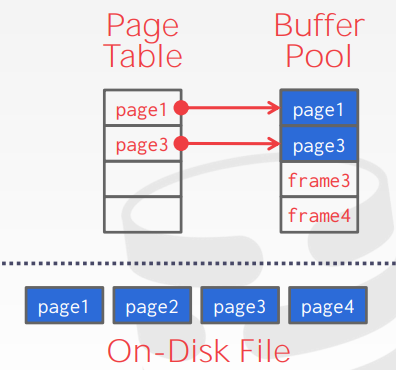 Page
Table
Buffer
Pool
page1
page1
page3
page3
frame3
frame4
page1
page2
page3
page4
On-Disk File